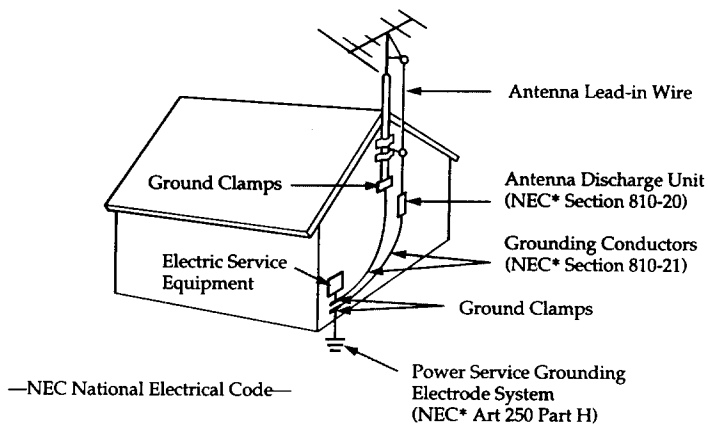 Antenna Lead-in Wire
Ground Clamps
Antenna Discharge Unit
(NEC* Section 810-20)
Electric Service
Equipment
Grounding Conductors
(NEC* Section 810-21)
Ground Clamps
Power Service Grounding
Electrode System
(NEC* Art 250 Part H)
—NEC National Electrical Code—